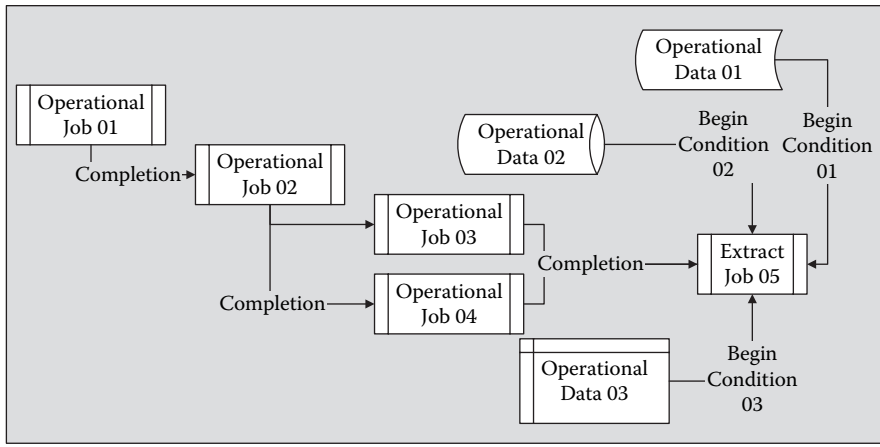 Operational
Data 01
Operational
Job 01
Begin
Condition
01
Operational
Data 02
Begin
Condition
02
Completion
Operational
Job 02
Operational
Job 03
Completion
Extract
Job 05
Completion
Operational
Job 04
Operational
Data 03
Begin
Condition
03